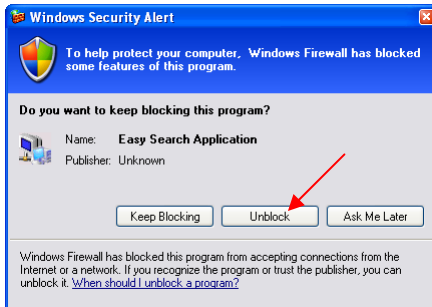 Windows Security Alert
To help protect your computer, Windows Firewall has blocked
some features of this program.
Do you want to keep blocking this program?
Name: Easy Search Application
Publisher: Unknown
Keep Blocking Unblock Ask Me Later
Windows Firewall has blocked this program from accepting connections from the
Internet or a network. If you recognize the program or trust the publisher, you can
unblock it. When should I unblock a program?